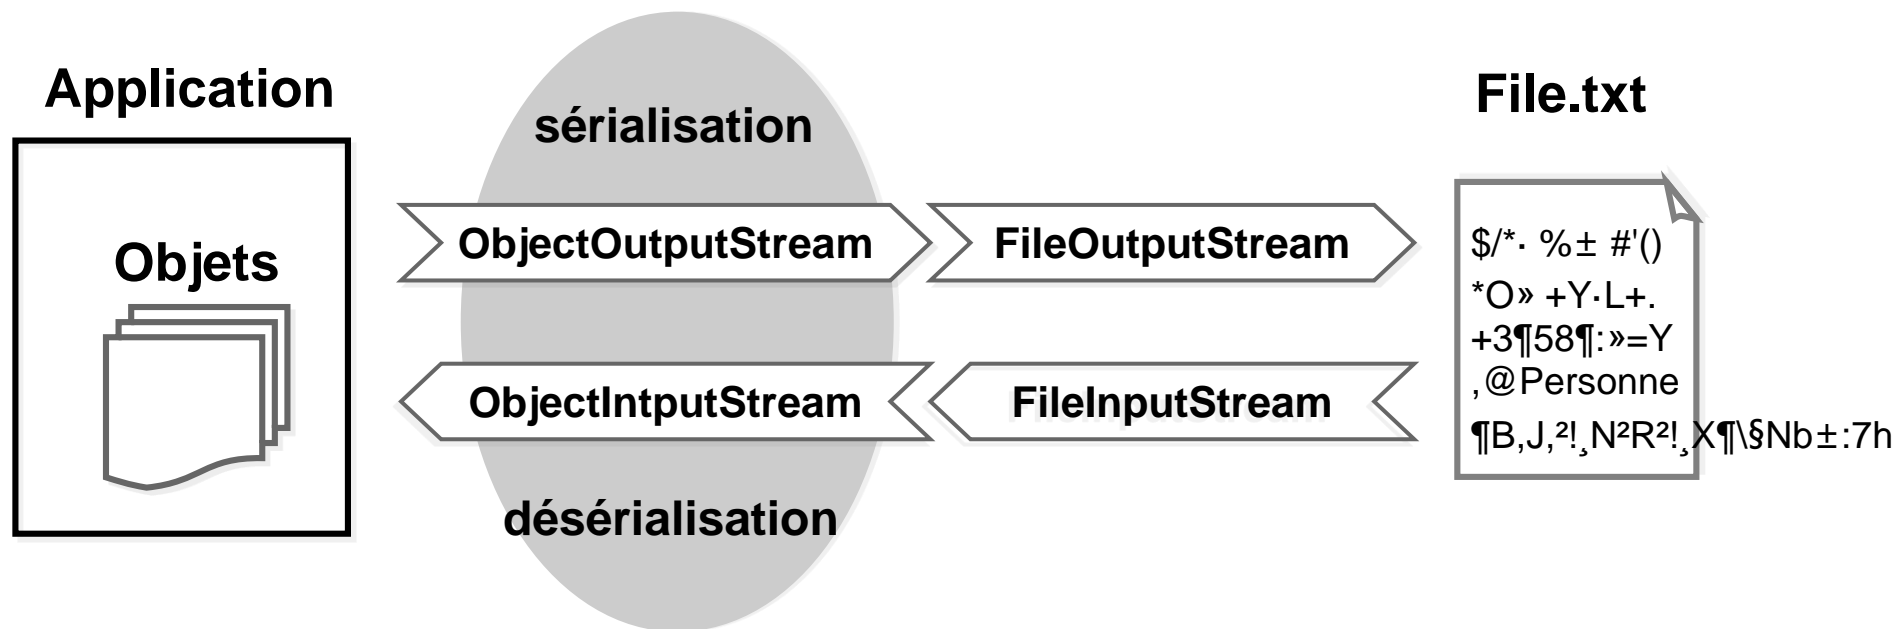 Application
Objets
sérialisation
ObjectOutputStream
FileOutputStream
ObjectIntputStream
FileInputStream
désérialisation
File.txt
$/*· %± #'()
*O» +Y·L+.
+3¶58¶:»=Y
,@Personne
¶B,J,²!¸N²R²!¸X¶\§Nb±:7h